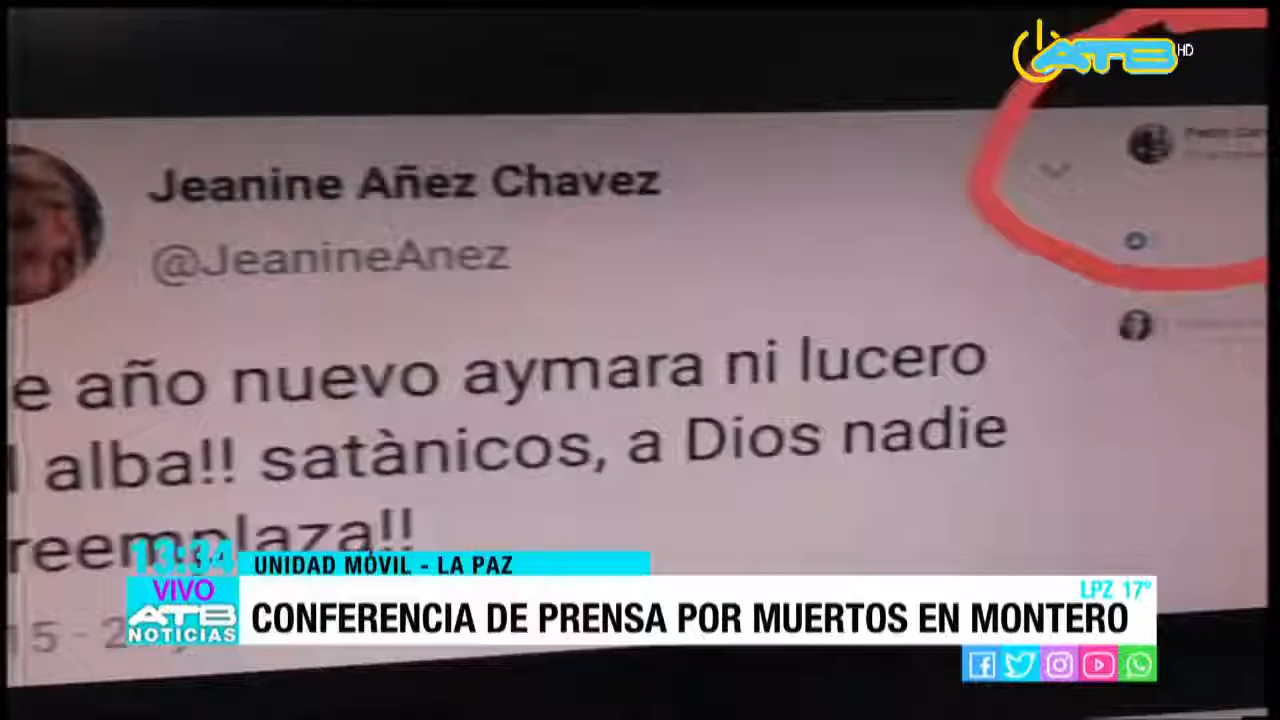 ATB HD
Jeanine Añez Chavez
@JeanineAnez
e año nuevo aymara ni lucero
l alba!! satànicos, a Dios nadie
reemplaza!!
13:34
UNIDAD MÓVIL - LA PAZ
VIVO
LPZ 17°
ATB
NOTICIAS
CONFERENCIA DE PRENSA POR MUERTOS EN MONTERO